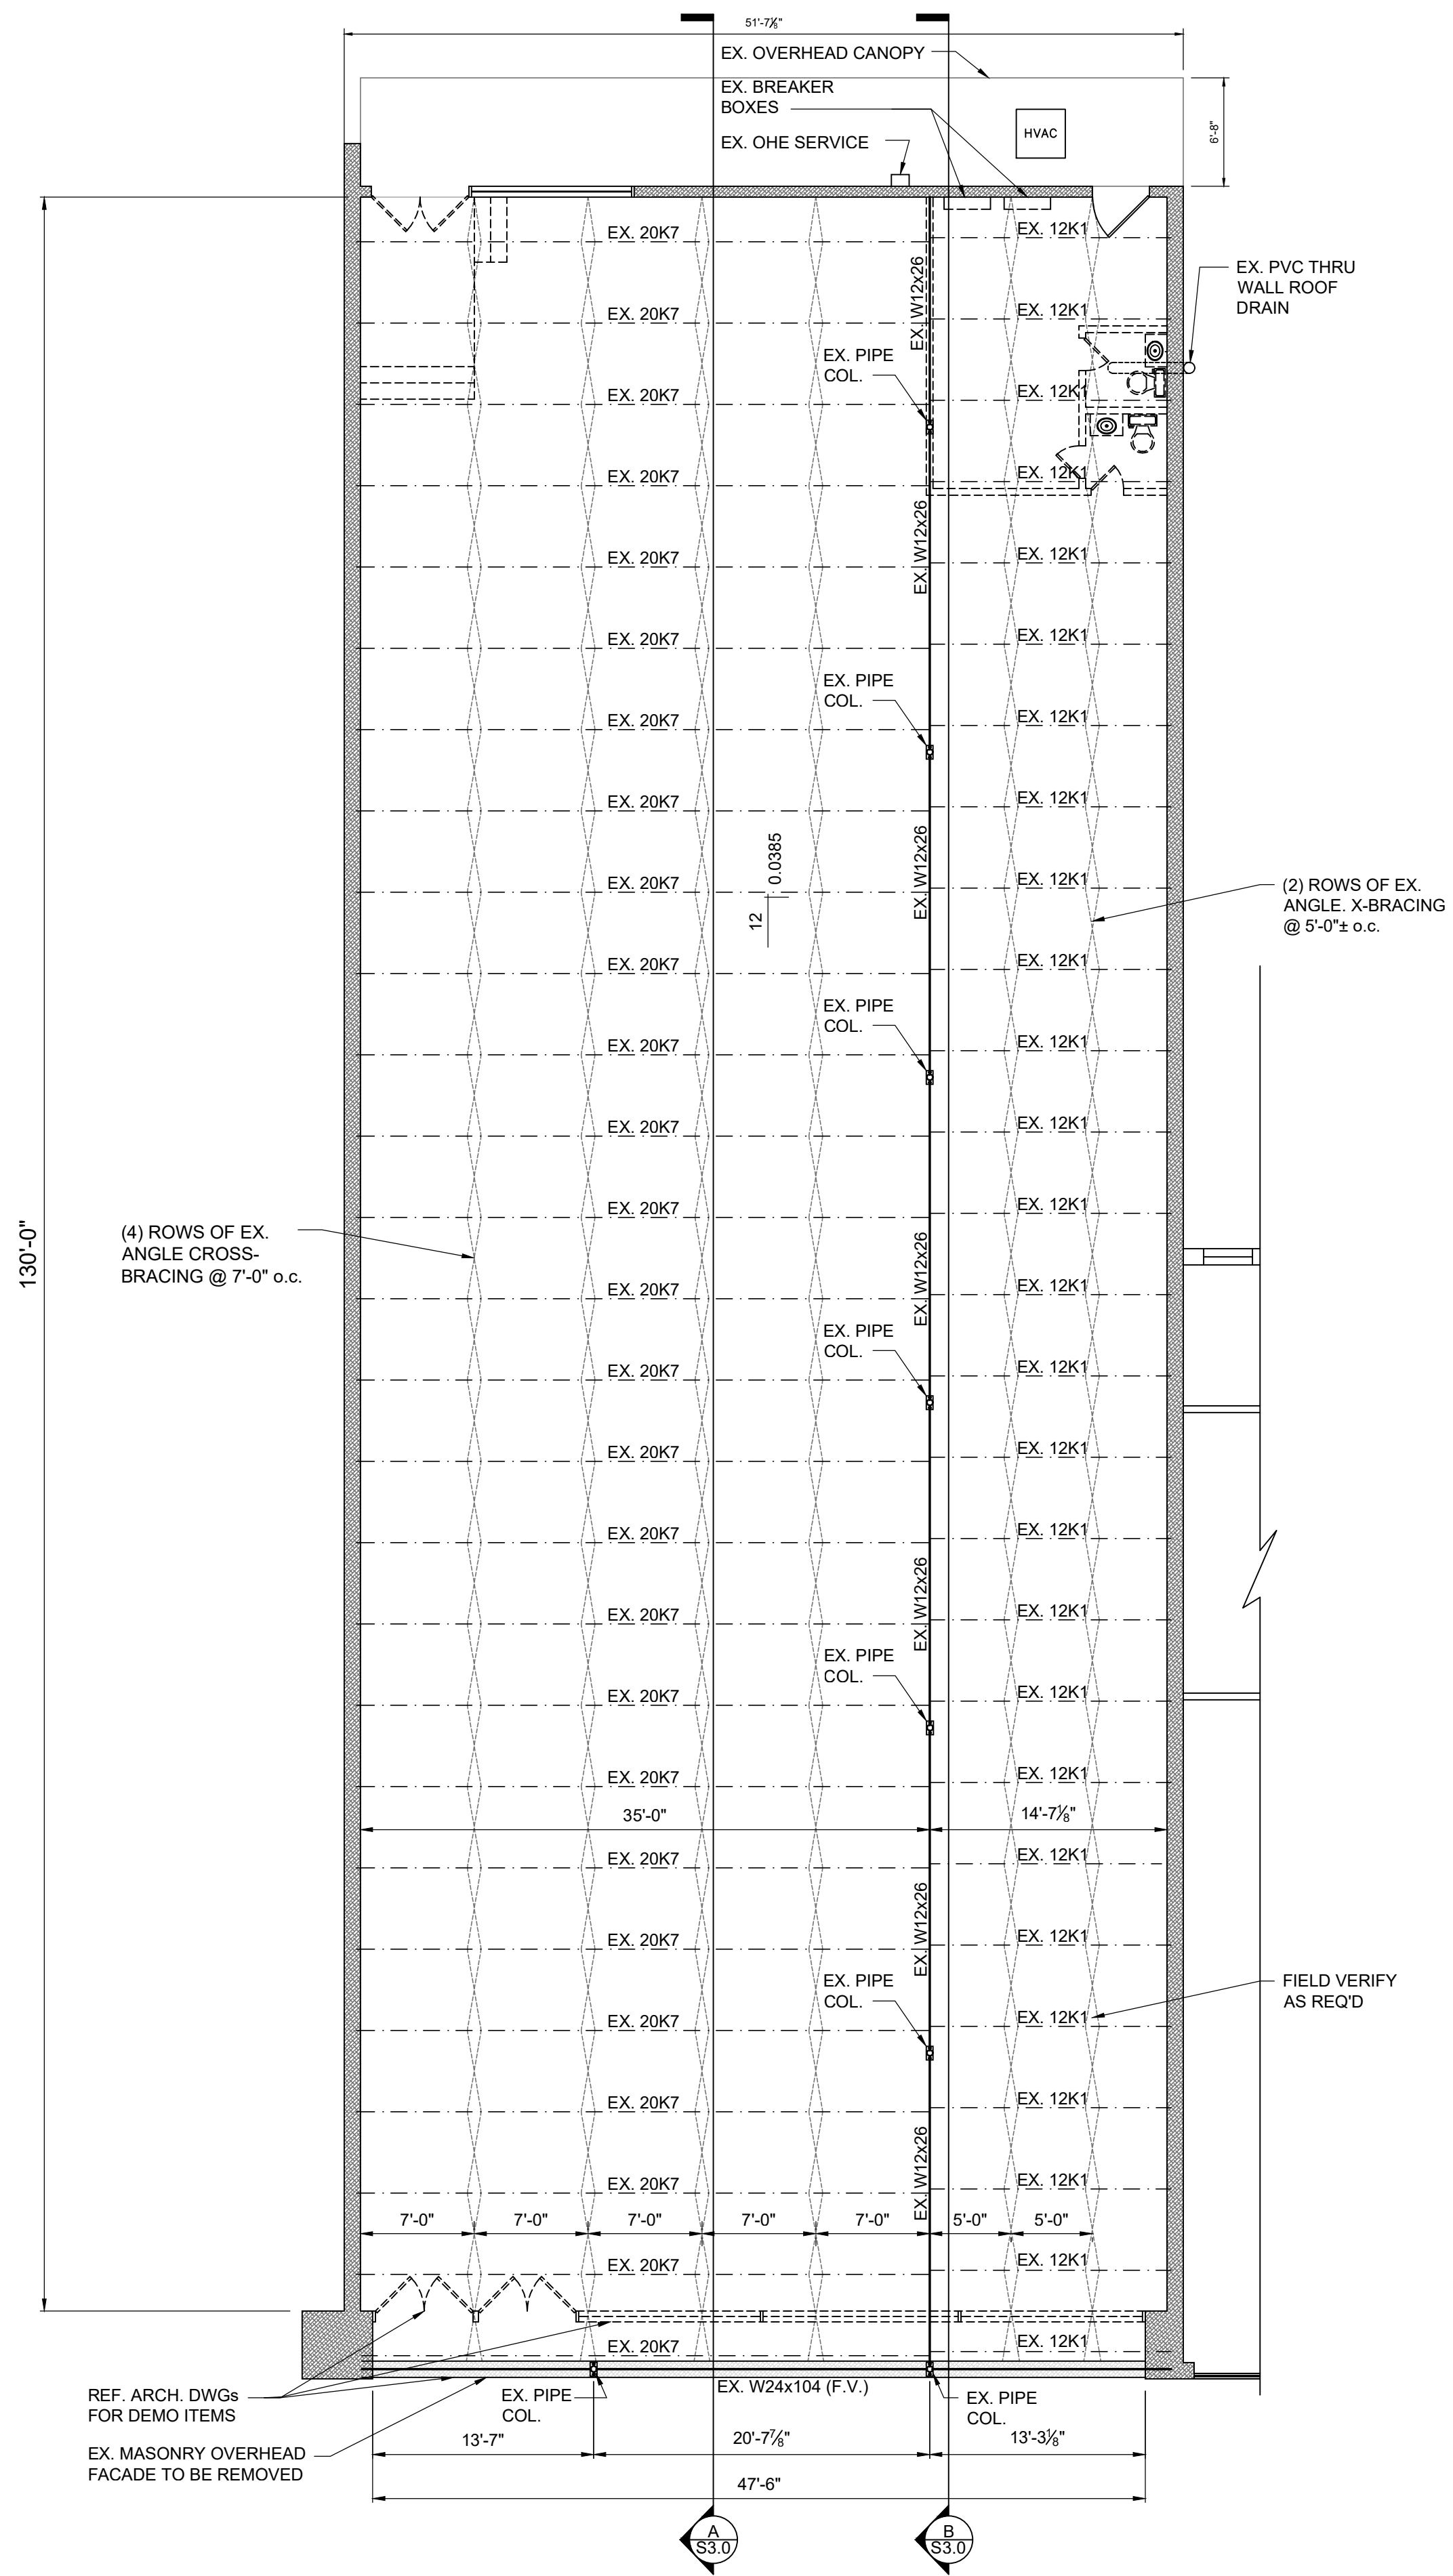 51'-7⅛"
EX. OVERHEAD CANOPY
EX. BREAKER
BOXES
HVAC
6'-8"
EX. OHE SERVICE
EX. 20K7
EX. 12K1
EX. W12x26
EX. PVC THRU
WALL ROOF
DRAIN
EX. 20K7
EX. 12K1
EX. PIPE
COL.
EX. 20K7
EX. 12K1
EX. 20K7
EX. 12K1
EX. W12x26
EX. 20K7
EX. 12K1
EX. 20K7
EX. 12K1
EX. PIPE
COL.
EX. 20K7
EX. 12K1
EX. 20K7
EX. 12K1
0.0385
12
EX. W12x26
EX. 20K7
EX. 12K1
(2) ROWS OF EX.
ANGLE. X-BRACING
@ 5'-0"± o.c.
EX. 20K7
EX. 12K1
EX. PIPE
COL.
EX. 20K7
EX. 12K1
EX. 20K7
EX. 12K1
EX. 20K7
EX. 12K1
130'-0"
(4) ROWS OF EX.
ANGLE CROSS-
BRACING @ 7'-0" o.c.
EX. W12x26
EX. 20K7
EX. 12K1
EX. PIPE
COL.
EX. 20K7
EX. 12K1
EX. 20K7
EX. 12K1
EX. 20K7
EX. 12K1
EX. W12x26
EX. 20K7
EX. 12K1
EX. PIPE
COL.
EX. 20K7
EX. 12K1
EX. 20K7
EX. 12K1
35'-0"
14'-7⅛"
EX. 20K7
EX. 12K1
EX. W12x26
EX. 20K7
EX. 12K1
EX. PIPE
COL.
FIELD VERIFY
AS REQ'D
EX. 20K7
EX. 12K1
EX. 20K7
EX. 12K1
EX. W12x26
EX. 20K7
EX. 12K1
7'-0"
7'-0"
7'-0"
7'-0"
7'-0"
5'-0"
5'-0"
EX. 20K7
EX. 12K1
EX. 20K7
EX. 12K1
REF. ARCH. DWGs
FOR DEMO ITEMS
EX. PIPE
COL.
EX. W24x104 (F.V.)
EX. PIPE
COL.
EX. MASONRY OVERHEAD
FACADE TO BE REMOVED
13'-7"
20'-7⅞"
13'-3⅛"
47'-6"
A
S3.0
B
S3.0